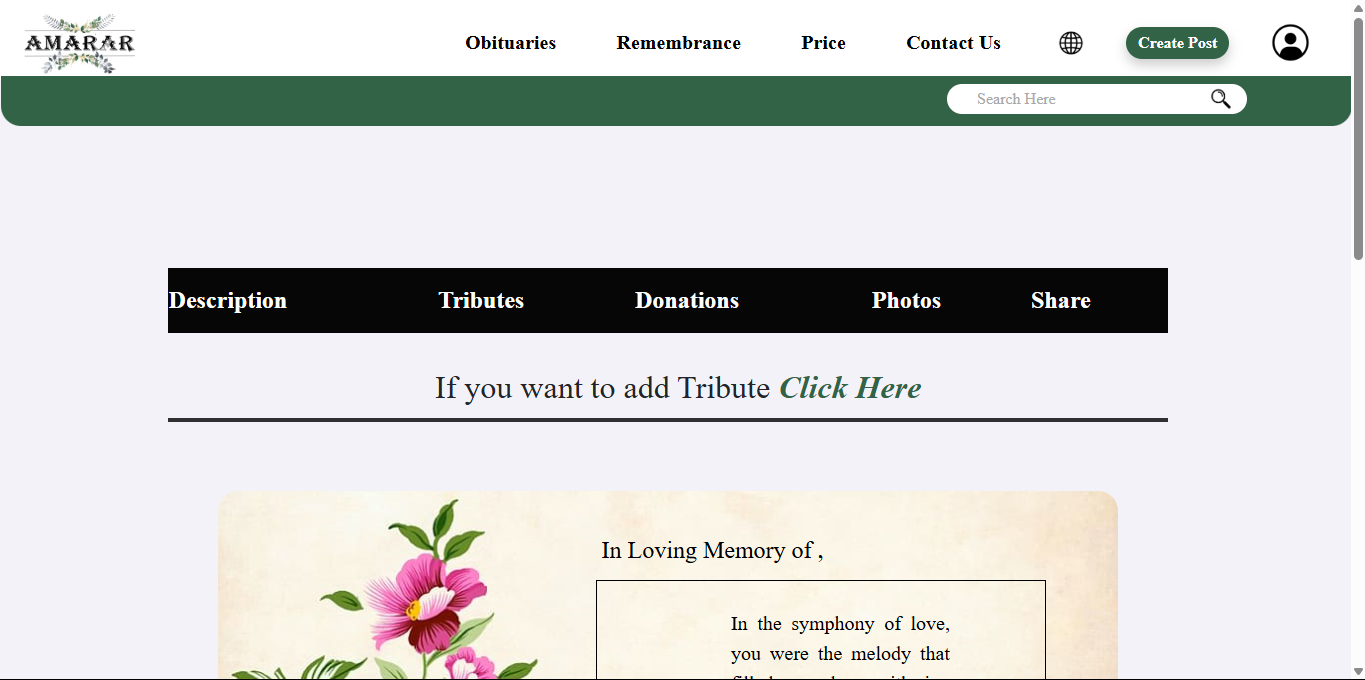 AMARAR
Obituaries
Remembrance
Price
Contact Us
Create Post
Search Here
Description
Tributes
Donations
Photos
Share
If you want to add Tribute Click Here
In Loving Memory of ,
In the symphony of love,
you were the melody that